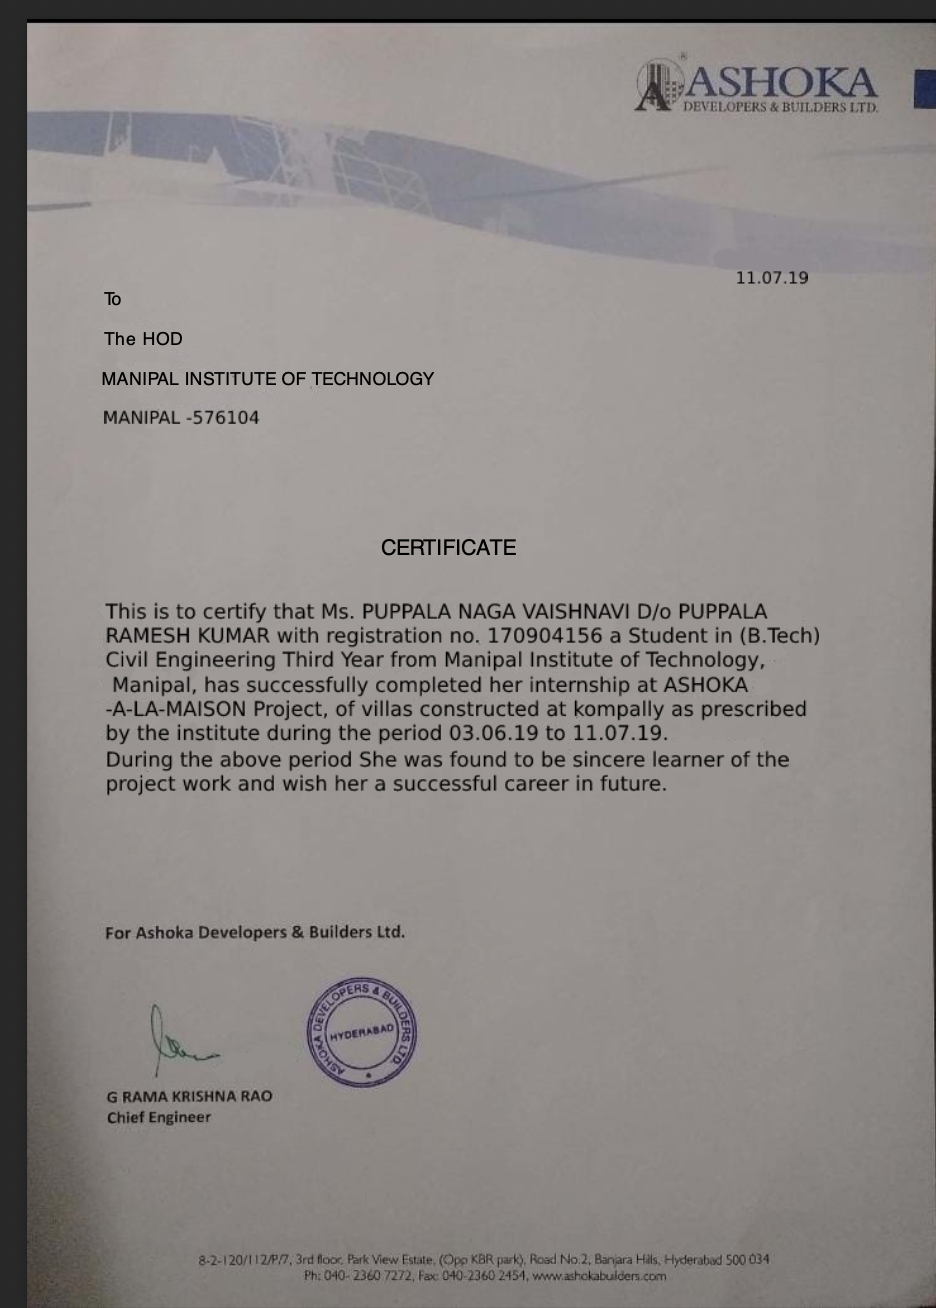 ®
ASHOKA
DEVELOPERS & BUILDERS LTD.
11.07.19
To
The HOD
MANIPAL INSTITUTE OF TECHNOLOGY
MANIPAL -576104
CERTIFICATE
This is to certify that Ms. PUPPALA NAGA VAISHNAVI D/o PUPPALA
RAMESH KUMAR with registration no. 170904156 a Student in (B.Tech)
Civil Engineering Third Year from Manipal Institute of Technology,
Manipal, has successfully completed her internship at ASHOKA
-A-LA-MAISON Project, of villas constructed at kompally as prescribed
by the institute during the period 03.06.19 to 11.07.19.
During the above period She was found to be sincere learner of the
project work and wish her a successful career in future.
For Ashoka Developers & Builders Ltd.
ASHOKA DEVELOPERS & BUILDERS LTD.
HYDERABAD
G RAMA KRISHNA RAO
Chief Engineer
8-2-120/112/P/7, 3rd floor, Park View Estate, (Opp KBR park), Road No.2, Banjara Hills, Hyderabad 500 034
Ph: 040- 2360 7272, Fax: 040-2360 2454, www.ashokabuilders.com